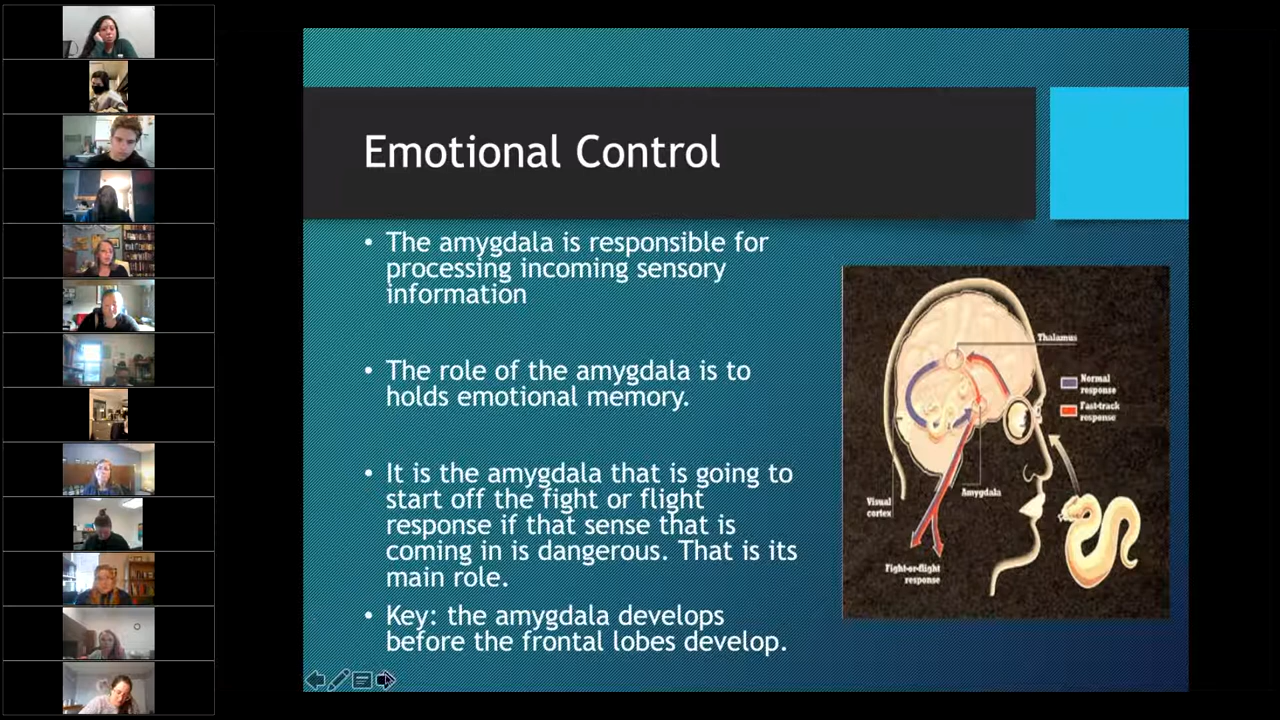 Emotional Control
• The amygdala is responsible for
processing incoming sensory
information
• The role of the amygdala is to
holds emotional memory.
• It is the amygdala that is going to
start off the fight or flight
response if that sense that is
coming in is dangerous. That is its
main role.
• Key: the amygdala develops
before the frontal lobes develop.
Thalamus
Normal
response
Fast-track
response
Amygdala
Visual
cortex
Fight-or-flight
response